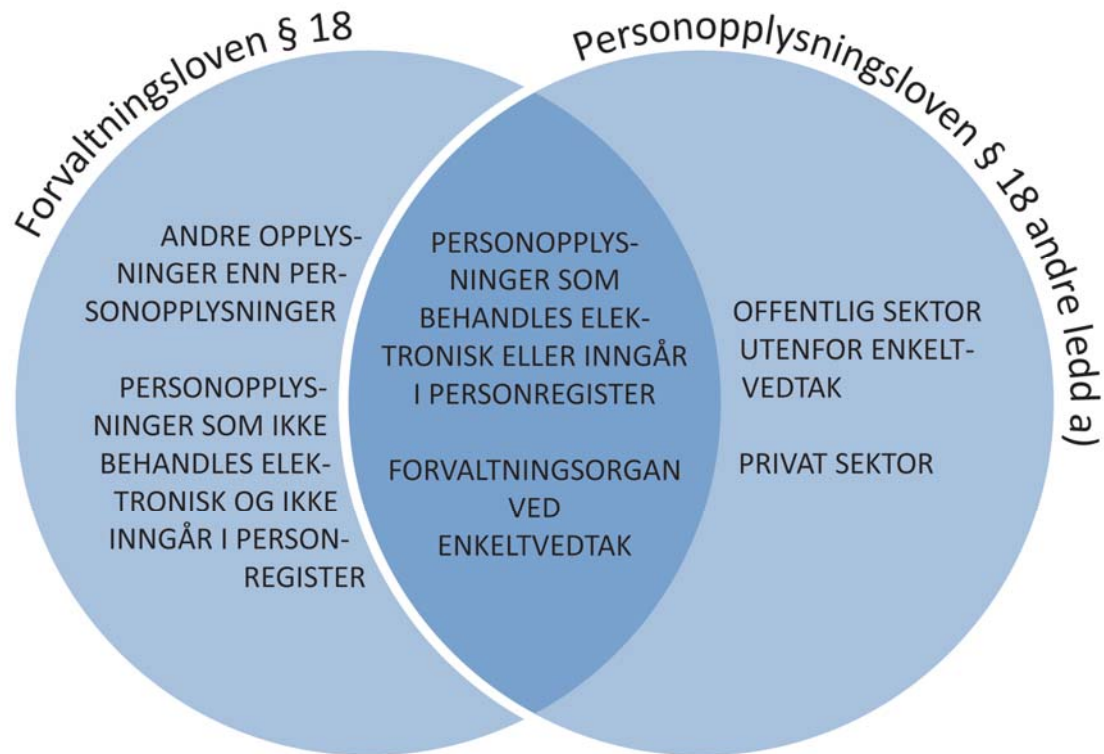 Forvaltningsloven § 18
Personopplysningsloven § 18 andre ledd a)
ANDRE OPPLYS-
NINGER ENN PER-
SONOPPLYSNINGER
PERSONOPPLYS-
NINGER SOM IKKE
BEHANDLES ELEK-
TRONISK OG IKKE
INNGÅR I PERSON-
REGISTER
PERSONOPPLYS-
NINGER SOM
BEHANDLES ELEK-
TRONISK ELLER INNGÅR
I PERSONREGISTER
FORVALTNINGSORGAN
VED
ENKELTVEDTAK
OFFENTLIG SEKTOR
UTENFOR ENKELT-
VEDTAK
PRIVAT SEKTOR